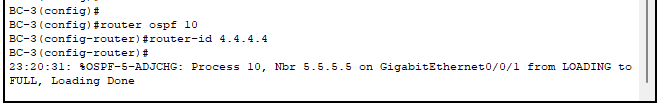 BC-3(config)#
BC-3(config)#router ospf 10
BC-3(config-router)#router-id 4.4.4.4
BC-3(config-router)#
23:20:31: %OSPF-5-ADJCHG: Process 10, Nbr 5.5.5.5 on GigabitEthernet0/0/1 from LOADING to
FULL, Loading Done